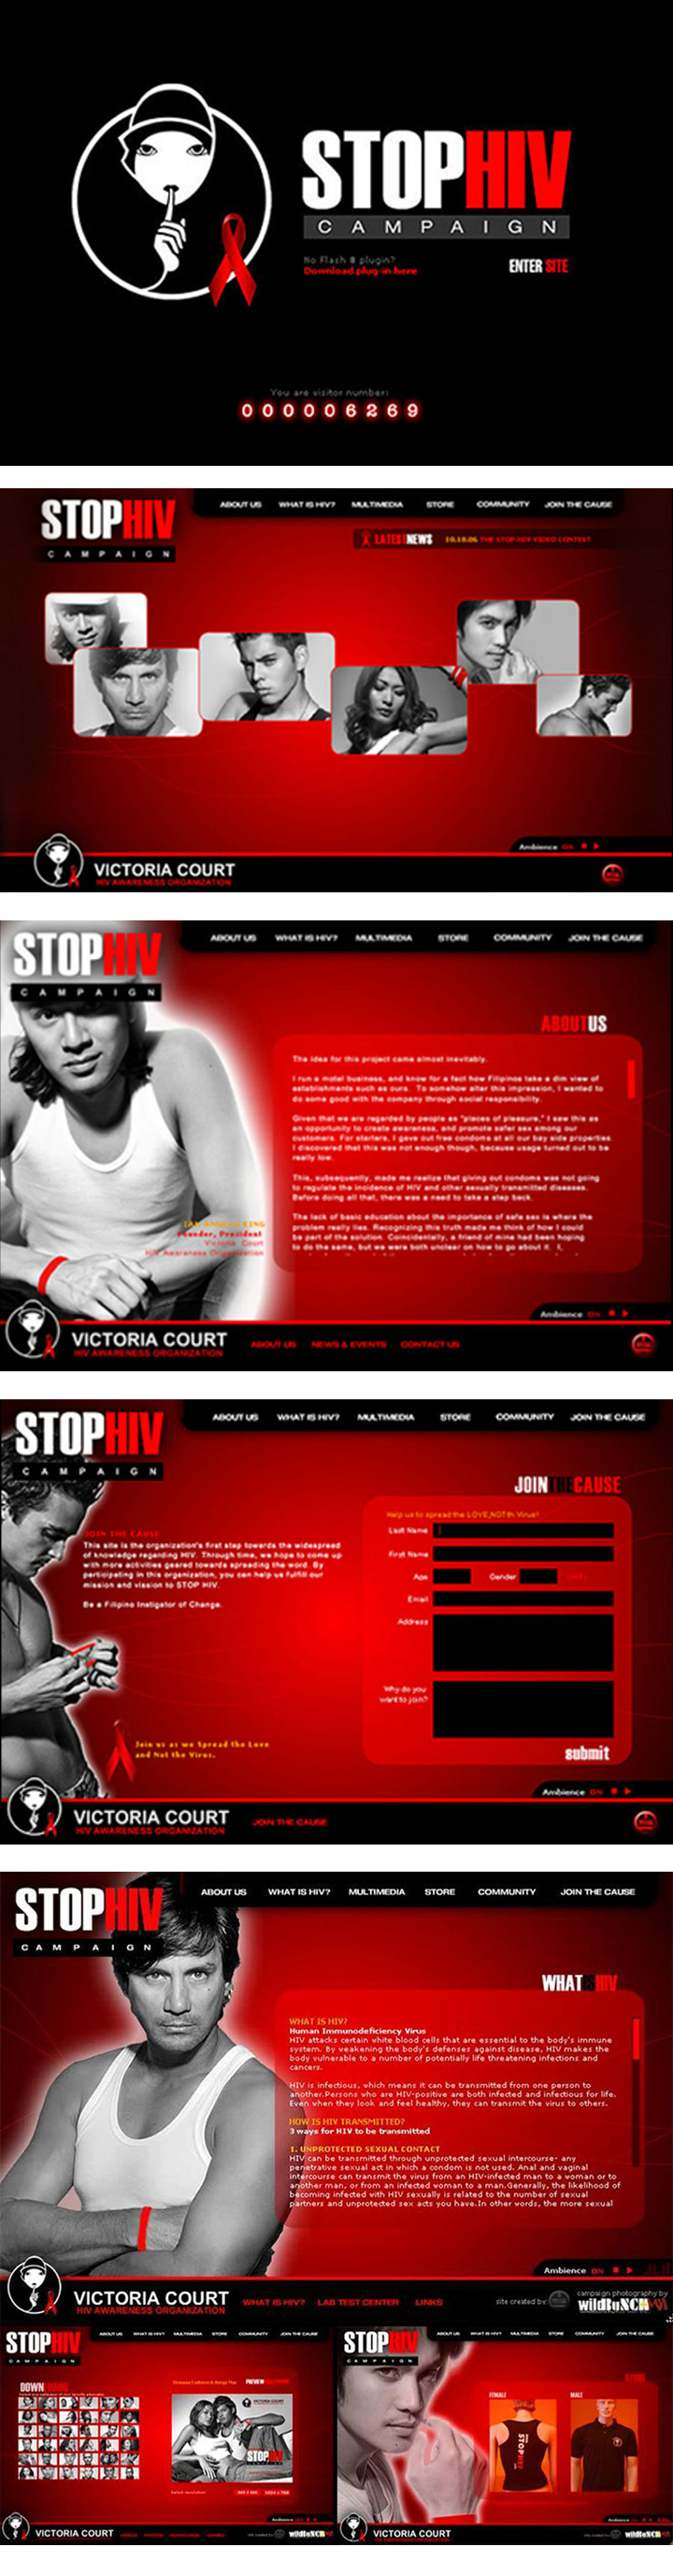 STOPHIV
CAMPAIGN
No Flash 8 plugin?
Download plug-in here
ENTER SITE
You are visitor number:
000006269
STOPHIV
CAMPAIGN
ABOUT US WHAT IS HIV? MULTIMEDIA STORE COMMUNITY JOIN THE CAUSE
LATESTNEWS 10.18.06 THE STOP HIV VIDEO CONTEST
Ambience ON
VICTORIA COURT
HIV AWARENESS ORGANIZATION
STOPHIV
CAMPAIGN
ABOUT US WHAT IS HIV? MULTIMEDIA STORE COMMUNITY JOIN THE CAUSE
ABOUTUS
The idea for this project came almost inevitably.
I run a motel business, and know for a fact how Filipinos take a dim view of
establishments such as ours. To somehow alter this impression, I wanted to
do some good with the company through social responsibility.
Given that we are regarded by people as "places of pleasure," I saw this as
an opportunity to create awareness, and promote safer sex among our
customers. For starters, I gave out free condoms at all our bay side properties.
I discovered that this was not enough though, because usage turned out to be
really low.
This, subsequently, made me realize that giving out condoms was not going
to regulate the incidence of HIV and other sexually transmitted diseases.
Before doing all that, there was a need to take a step back.
The lack of basic education about the importance of safe sex is where the
problem really lies. Recognizing this truth made me think of how I could
be part of the solution. Coincidentally, a friend of mine had been hoping
to do the same, but we were both unclear on how to go about it. I,
KING
Founder, President
Victoria Court
HIV Awareness Organization
Ambience ON
VICTORIA COURT
HIV AWARENESS ORGANIZATION
ABOUT US NEWS & EVENTS CONTACT US
STOPHIV
CAMPAIGN
ABOUT US WHAT IS HIV? MULTIMEDIA STORE COMMUNITY JOIN THE CAUSE
JOINTHECAUSE
JOIN THE CAUSE
This site is the organization's first step towards the widespread
of knowledge regarding HIV. Through time, we hope to come up
with more activities geared towards spreading the word. By
participating in this organization, you can help us fulfill our
mission and vission to STOP HIV.
Be a Filipino Instigator of Change.
Join us as we Spread the Love
and Not the Virus.
Help us to spread the LOVE,NOT th Virus!
Last Name
First Name
Age Gender
Email
Address
Why do you
want to join?
submit
Ambience ON
VICTORIA COURT
HIV AWARENESS ORGANIZATION
JOIN THE CAUSE
STOPHIV
CAMPAIGN
ABOUT US WHAT IS HIV? MULTIMEDIA STORE COMMUNITY JOIN THE CAUSE
WHATISHIV
WHAT IS HIV?
Human Immunodeficiency Virus
HIV attacks certain white blood cells that are essential to the body's immune
system. By weakening the body's defenses against disease, HIV makes the
body vulnerable to a number of potentially life threatening infections and
cancers.
HIV is infectious, which means it can be transmitted from one person to
another.Persons who are HIV-positive are both infected and infectious for life.
Even when they look and feel healthy, they can transmit the virus to others.
HOW IS HIV TRANSMITTED?
3 ways for HIV to be transmitted
1. UNPROTECTED SEXUAL CONTACT
HIV can be transmitted through unprotected sexual intercourse- any
penetrative sexual act in which a condom is not used. Anal and vaginal
intercourse can transmit the virus from an HIV-infected man to a woman or to
another man, or from an infected woman to a man.Generally, the likelihood of
becoming infected with HIV sexually is related to the number of sexual
partners and unprotected sex acts you have.In other words, the more sexual
Ambience ON
VICTORIA COURT
HIV AWARENESS ORGANIZATION
WHAT IS HIV? LAB TEST CENTER LINKS
site created by:
campaign photography by
wildBuNCH
STOPHIV
CAMPAIGN
ABOUT US WHAT IS HIV? MULTIMEDIA STORE COMMUNITY JOIN THE CAUSE
DOWN
PREVIEW
VICTORIA COURT
STOPHIV
VICTORIA COURT
wildBuNCH
STOPHIV
CAMPAIGN
ABOUT US WHAT IS HIV? MULTIMEDIA STORE COMMUNITY JOIN THE CAUSE
STORE
FEMALE MALE
STOPHIV
VICTORIA COURT
wildBuNCH